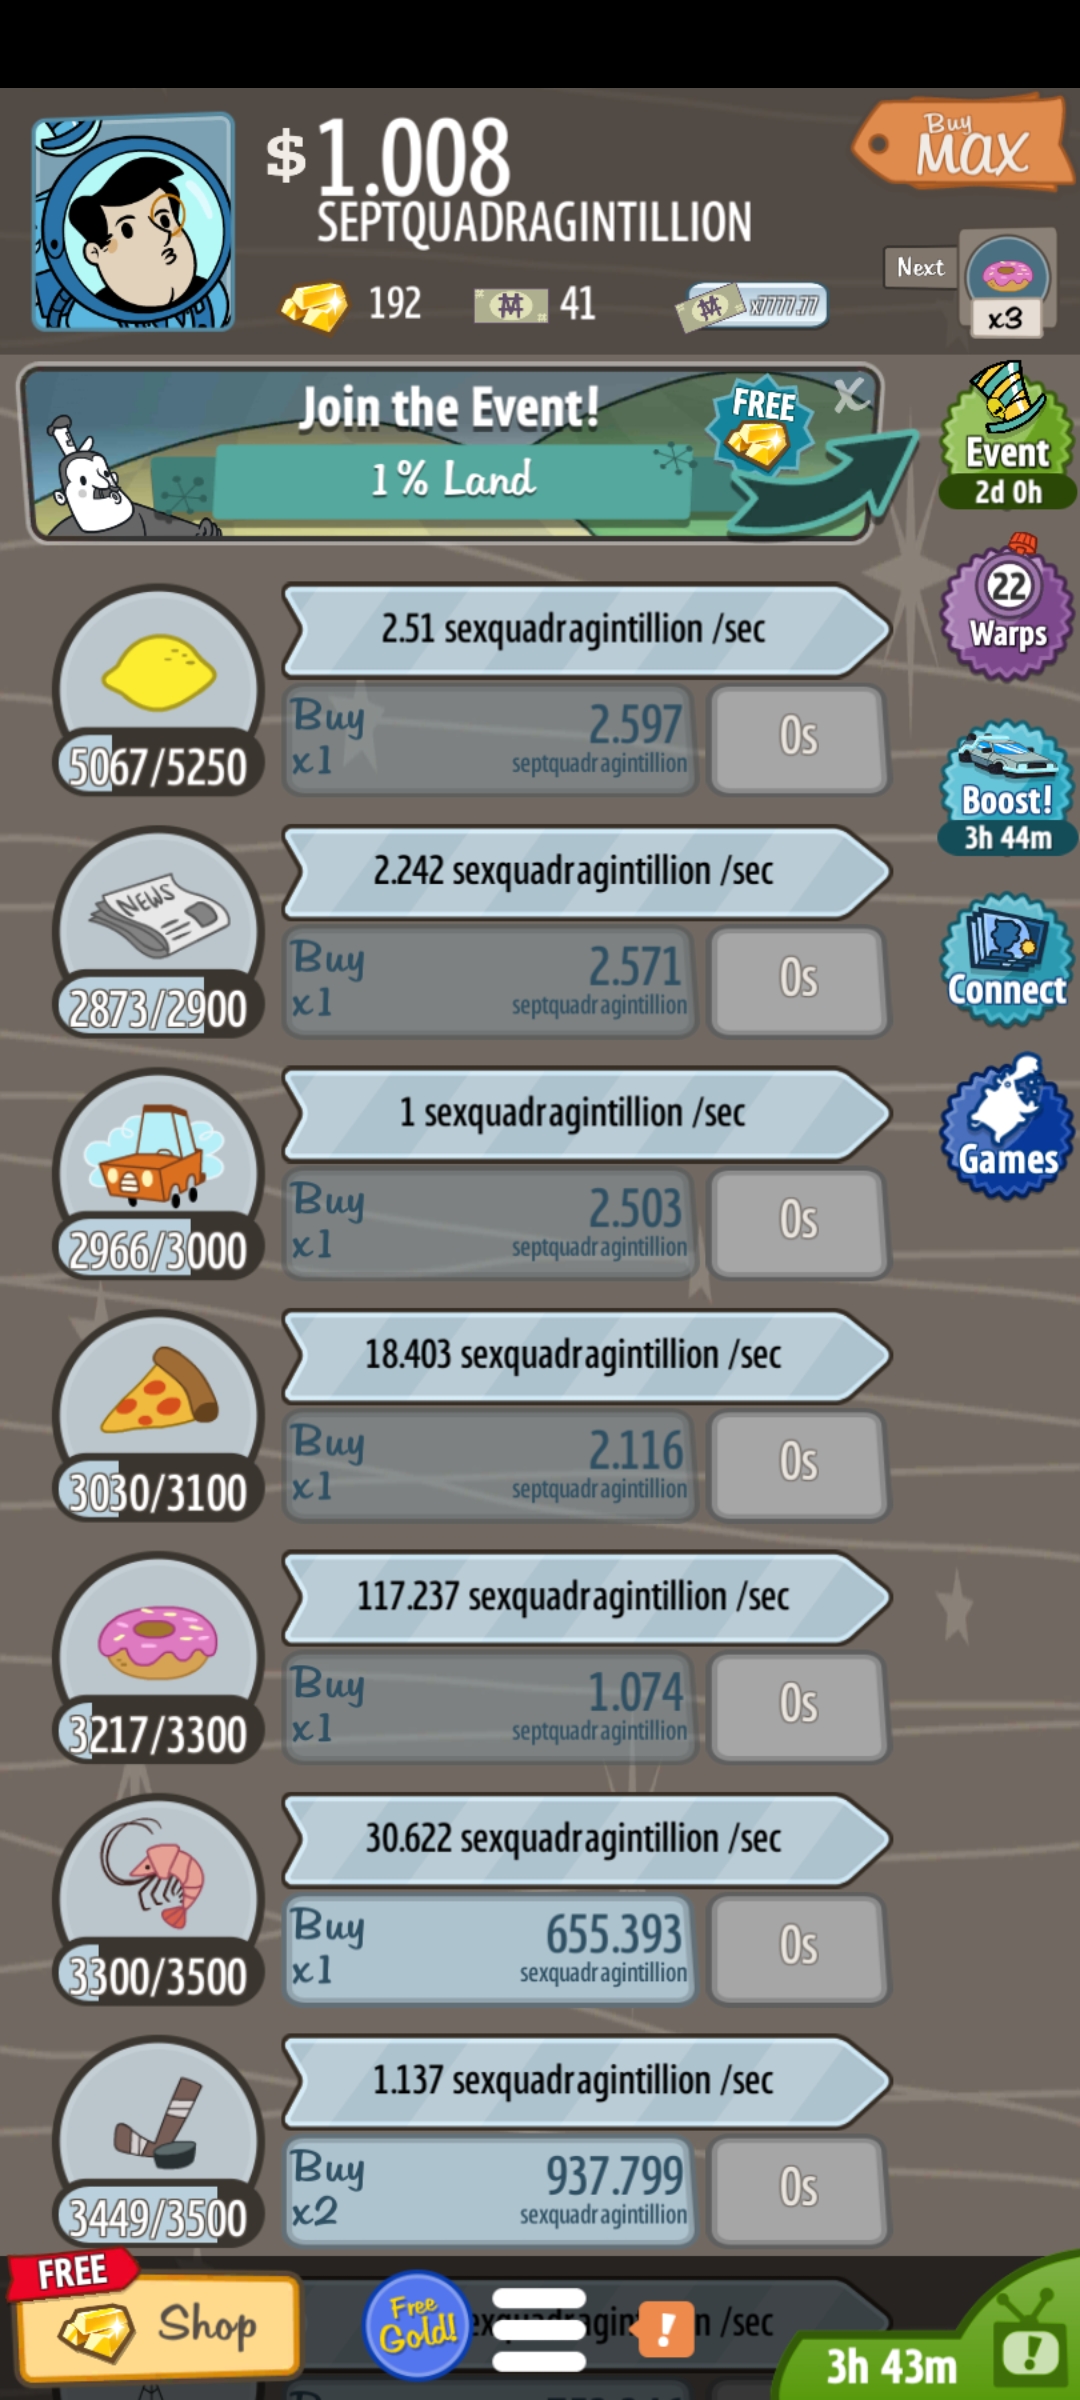 $1.008
SEPTQUADRAGINTILLION
Buy
MAX
192
41
x7777.77
Next
x3
Join the Event!
1% Land
FREE
X
Event
2d 0h
22
Warps
Boost!
3h 44m
Connect
Games
2.51 sexquadragintillion /sec
5067/5250
Buy
x1
2.597
septquadragintillion
0s
NEWS
2.242 sexquadragintillion /sec
2873/2900
Buy
x1
2.571
septquadragintillion
0s
1 sexquadragintillion /sec
2966/3000
Buy
x1
2.503
septquadragintillion
0s
18.403 sexquadragintillion /sec
3030/3100
Buy
x1
2.116
septquadragintillion
0s
117.237 sexquadragintillion /sec
3217/3300
Buy
x1
1.074
septquadragintillion
0s
30.622 sexquadragintillion /sec
3300/3500
Buy
x1
655.393
sexquadragintillion
0s
1.137 sexquadragintillion /sec
3449/3500
Buy
x2
937.799
sexquadragintillion
0s
FREE
Shop
Free
Gold!
!
/sec
3h 43m
!
Buy